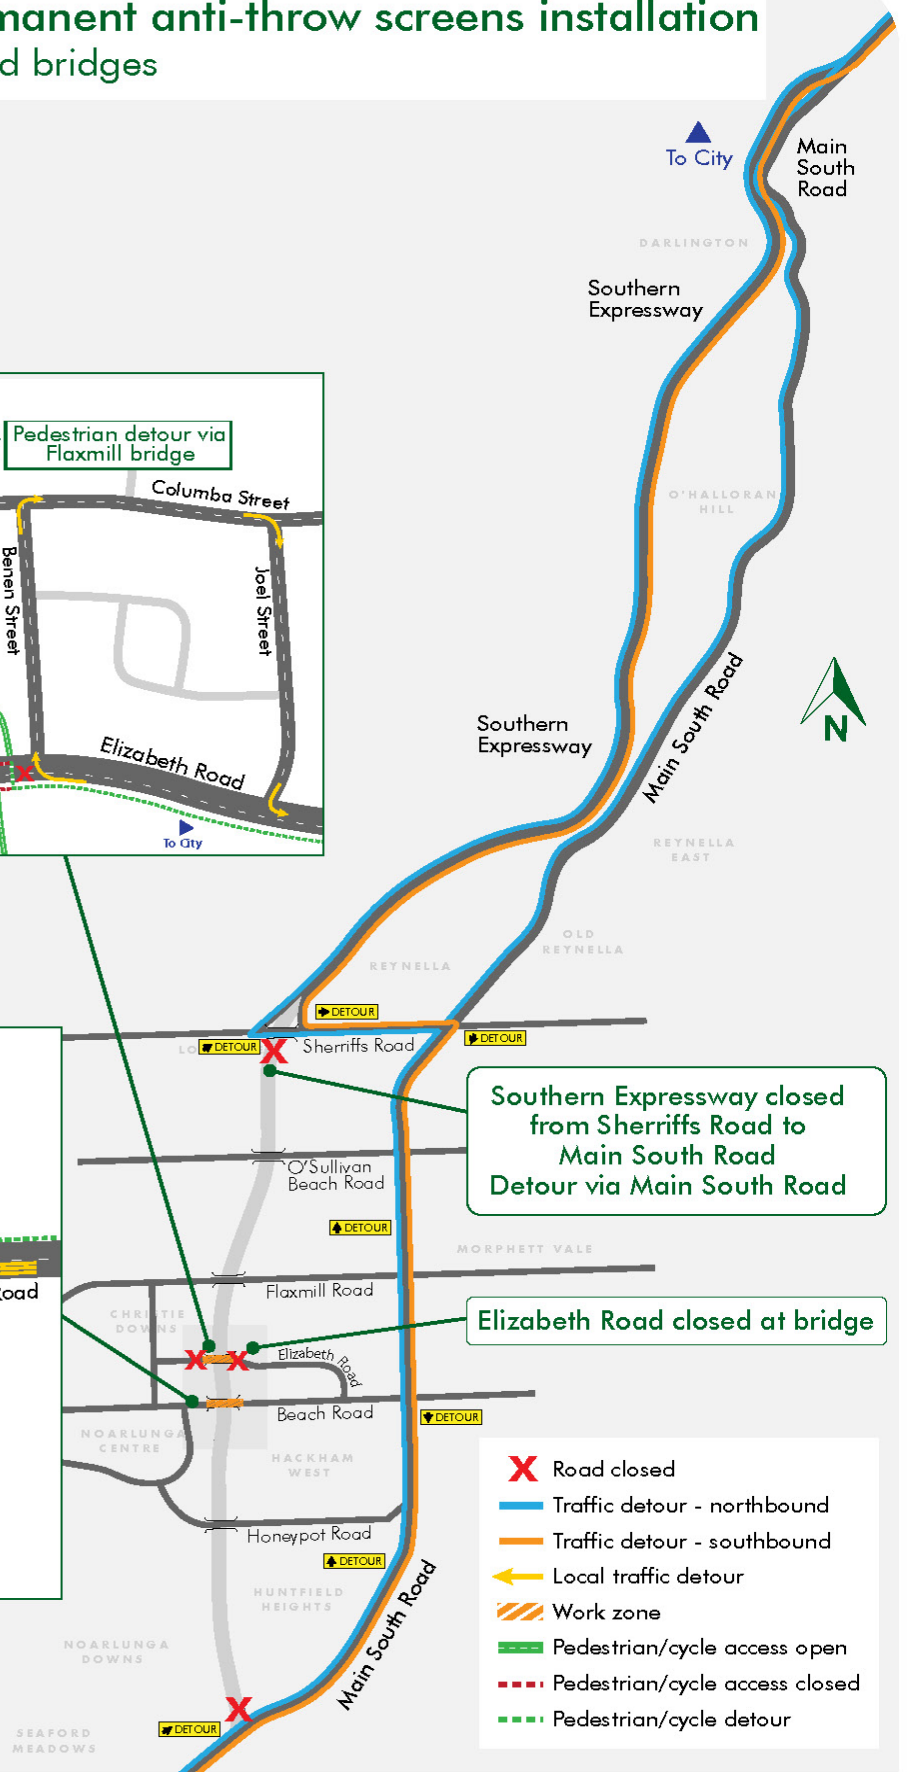 manent anti-throw screens installation
d bridges
To City
Main
South
Road
DARLINGTON
Southern
Expressway
Pedestrian detour via
Flaxmill bridge
Columba Street
Benen Street
Joel Street
Elizabeth Road
To City
O'HALLORAN
HILL
Southern
Expressway
Main South Road
N
REYNELLA
EAST
OLD
REYNELLA
REYNELLA
DETOUR
DETOUR
DETOUR
LO
Sherriffs Road
Southern Expressway closed
from Sherriffs Road to
Main South Road
Detour via Main South Road
O'Sullivan
Beach Road
DETOUR
MORPHETT VALE
Flaxmill Road
oad
CHRISTIE
DOWNS
Elizabeth Road closed at bridge
Elizabeth Road
Beach Road
DETOUR
NOARLUNGA
CENTRE
HACKHAM
WEST
Honeypot Road
DETOUR
HUNTFIELD
HEIGHTS
Main South Road
NOARLUNGA
DOWNS
DETOUR
SEAFORD
MEADOWS
Road closed
Traffic detour - northbound
Traffic detour - southbound
Local traffic detour
Work zone
Pedestrian/cycle access open
Pedestrian/cycle access closed
Pedestrian/cycle detour